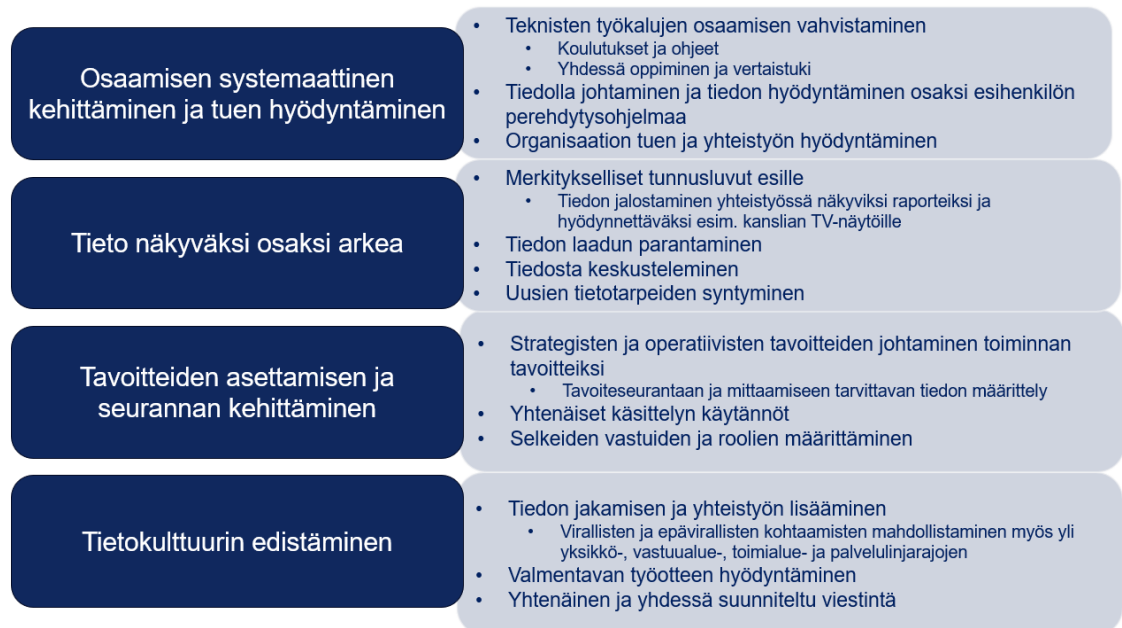 Osaamisen systemaattinen
kehittäminen ja tuen hyödyntäminen
• Teknisten työkalujen osaamisen vahvistaminen
• Koulutukset ja ohjeet
• Yhdessä oppiminen ja vertaistuki
• Tiedolla johtaminen ja tiedon hyödyntäminen osaksi esihenkilön
perehdytysohjelmaa
• Organisaation tuen ja yhteistyön hyödyntäminen
Tieto näkyväksi osaksi arkea
• Merkitykselliset tunnusluvut esille
• Tiedon jalostaminen yhteistyössä näkyviksi raporteiksi ja
hyödynnettäväksi esim. kanslian TV-näytöille
• Tiedon laadun parantaminen
• Tiedosta keskusteleminen
• Uusien tietotarpeiden syntyminen
Tavoitteiden asettamisen ja
seurannan kehittäminen
• Strategisten ja operatiivisten tavoitteiden johtaminen toiminnan
tavoitteiksi
• Tavoiteseurantaan ja mittaamiseen tarvittavan tiedon määrittely
• Yhtenäiset käsittelyn käytännöt
• Selkeiden vastuiden ja roolien määrittäminen
Tietokulttuurin edistäminen
• Tiedon jakamisen ja yhteistyön lisääminen
• Virallisten ja epävirallisten kohtaamisten mahdollistaminen myös yli
yksikkö-, vastuualue-, toimialue- ja palvelulinjarajojen
• Valmentavan työotteen hyödyntäminen
• Yhtenäinen ja yhdessä suunniteltu viestintä